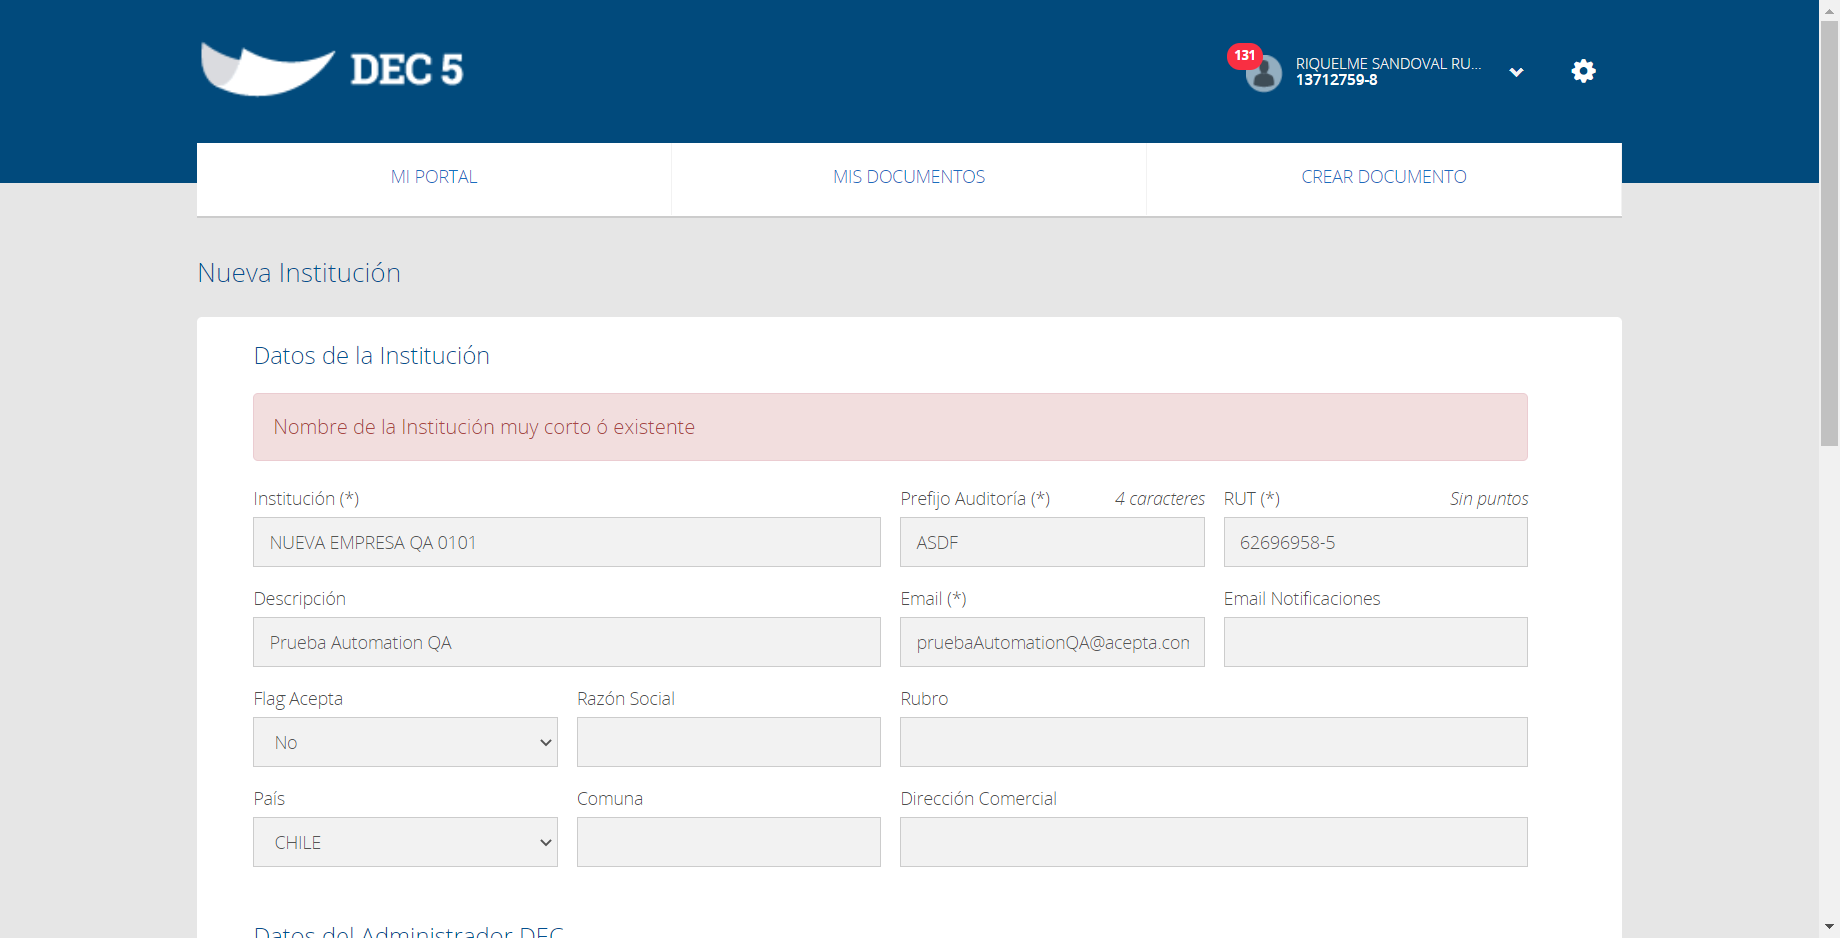 DEC 5
131
RIQUELME SANDOVAL RU...
13712759-8
MI PORTAL
MIS DOCUMENTOS
CREAR DOCUMENTO
Nueva Institución
Datos de la Institución
Nombre de la Institución muy corto ó existente
Institución (*)
Prefijo Auditoría (*)
4 caracteres
RUT (*)
Sin puntos
NUEVA EMPRESA QA 0101
ASDF
62696958-5
Descripción
Email (*)
Email Notificaciones
Prueba Automation QA
pruebaAutomationQA@acepta.con
Flag Acepta
Razón Social
Rubro
No
País
Comuna
Dirección Comercial
CHILE
Datos del Administrador DEC